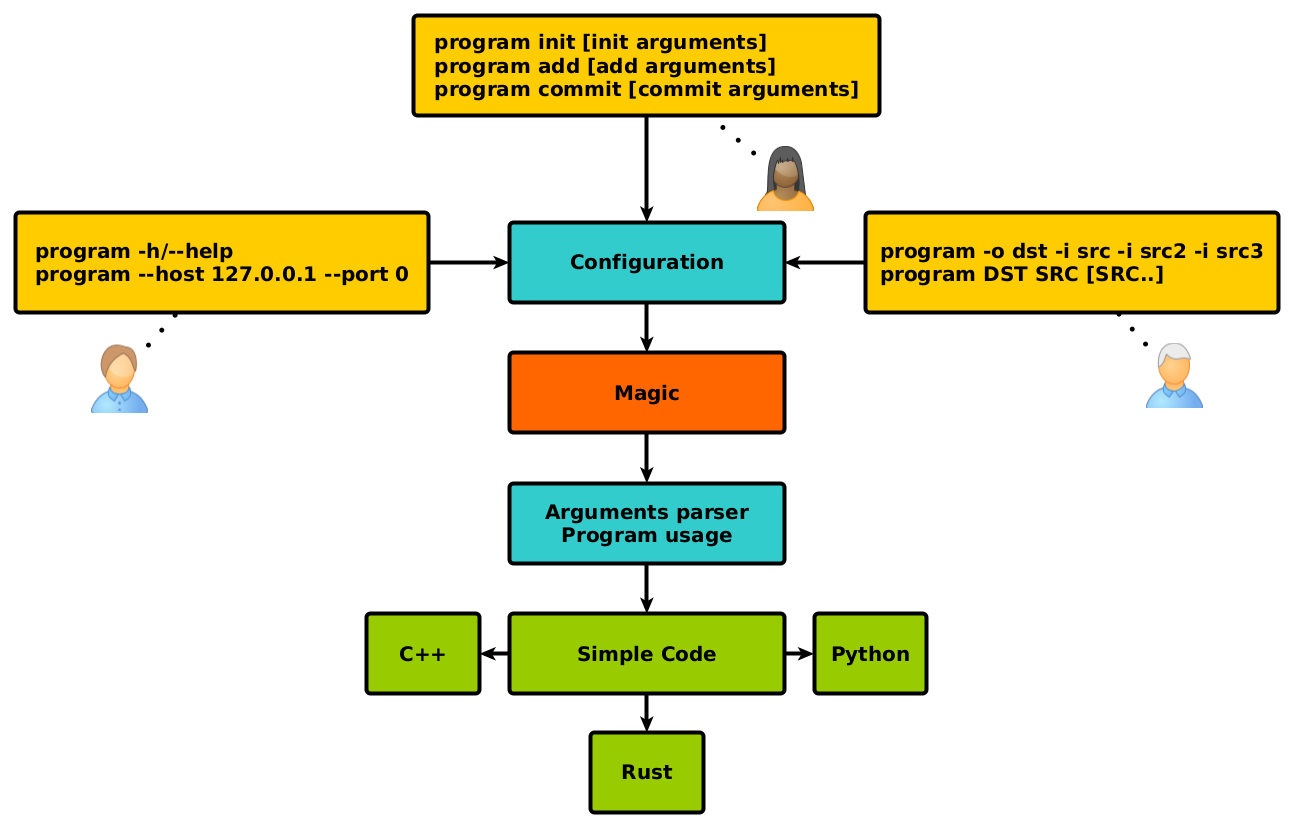 program init [init arguments]
program add [add arguments]
program commit [commit arguments]
program -h/--help
program --host 127.0.0.1 --port 0
Configuration
program -o dst -i src -i src2 -i src3
program DST SRC [SRC..]
Magic
Arguments parser
Program usage
C++
Simple Code
Python
Rust